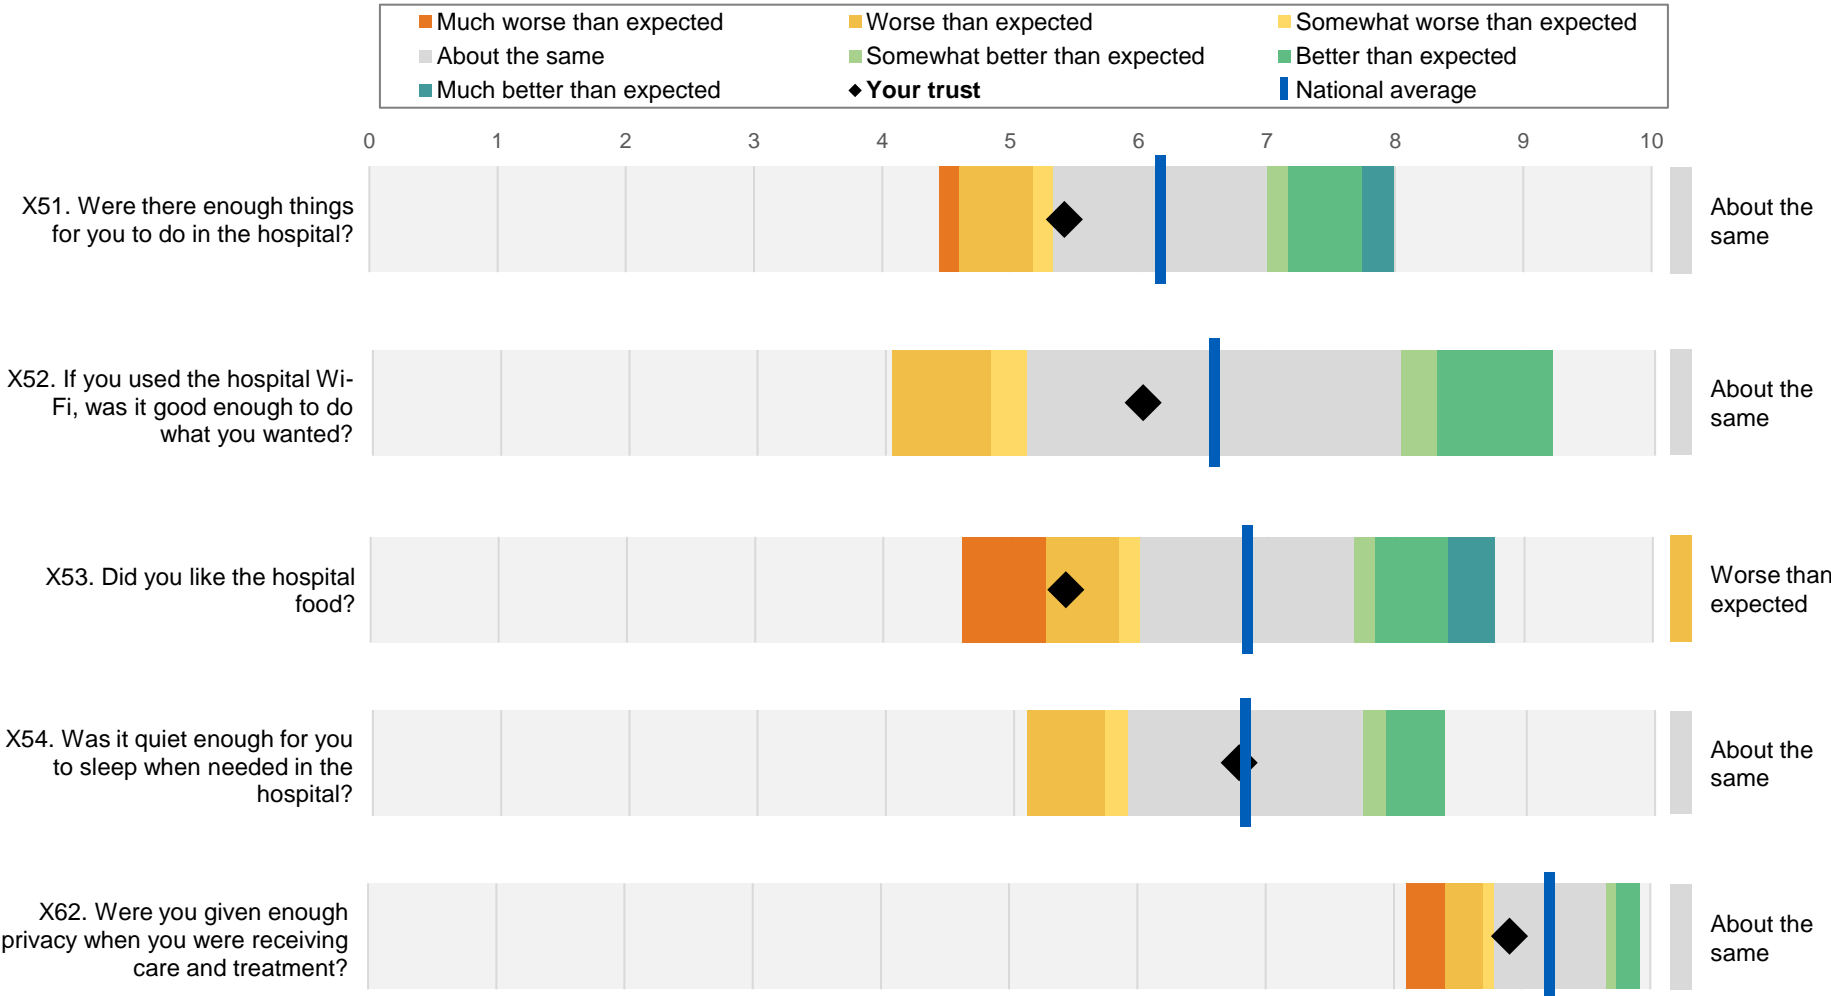 Much worse than expected
Worse than expected
Somewhat worse than expected
About the same
Somewhat better than expected
Better than expected
Much better than expected
Your trust
National average
0 1 2 3 4 5 6 7 8 9 10
X51. Were there enough things
for you to do in the hospital?
About the
same
X52. If you used the hospital Wi-
Fi, was it good enough to do
what you wanted?
About the
same
X53. Did you like the hospital
food?
Worse than
expected
X54. Was it quiet enough for you
to sleep when needed in the
hospital?
About the
same
X62. Were you given enough
privacy when you were receiving
care and treatment?
About the
same